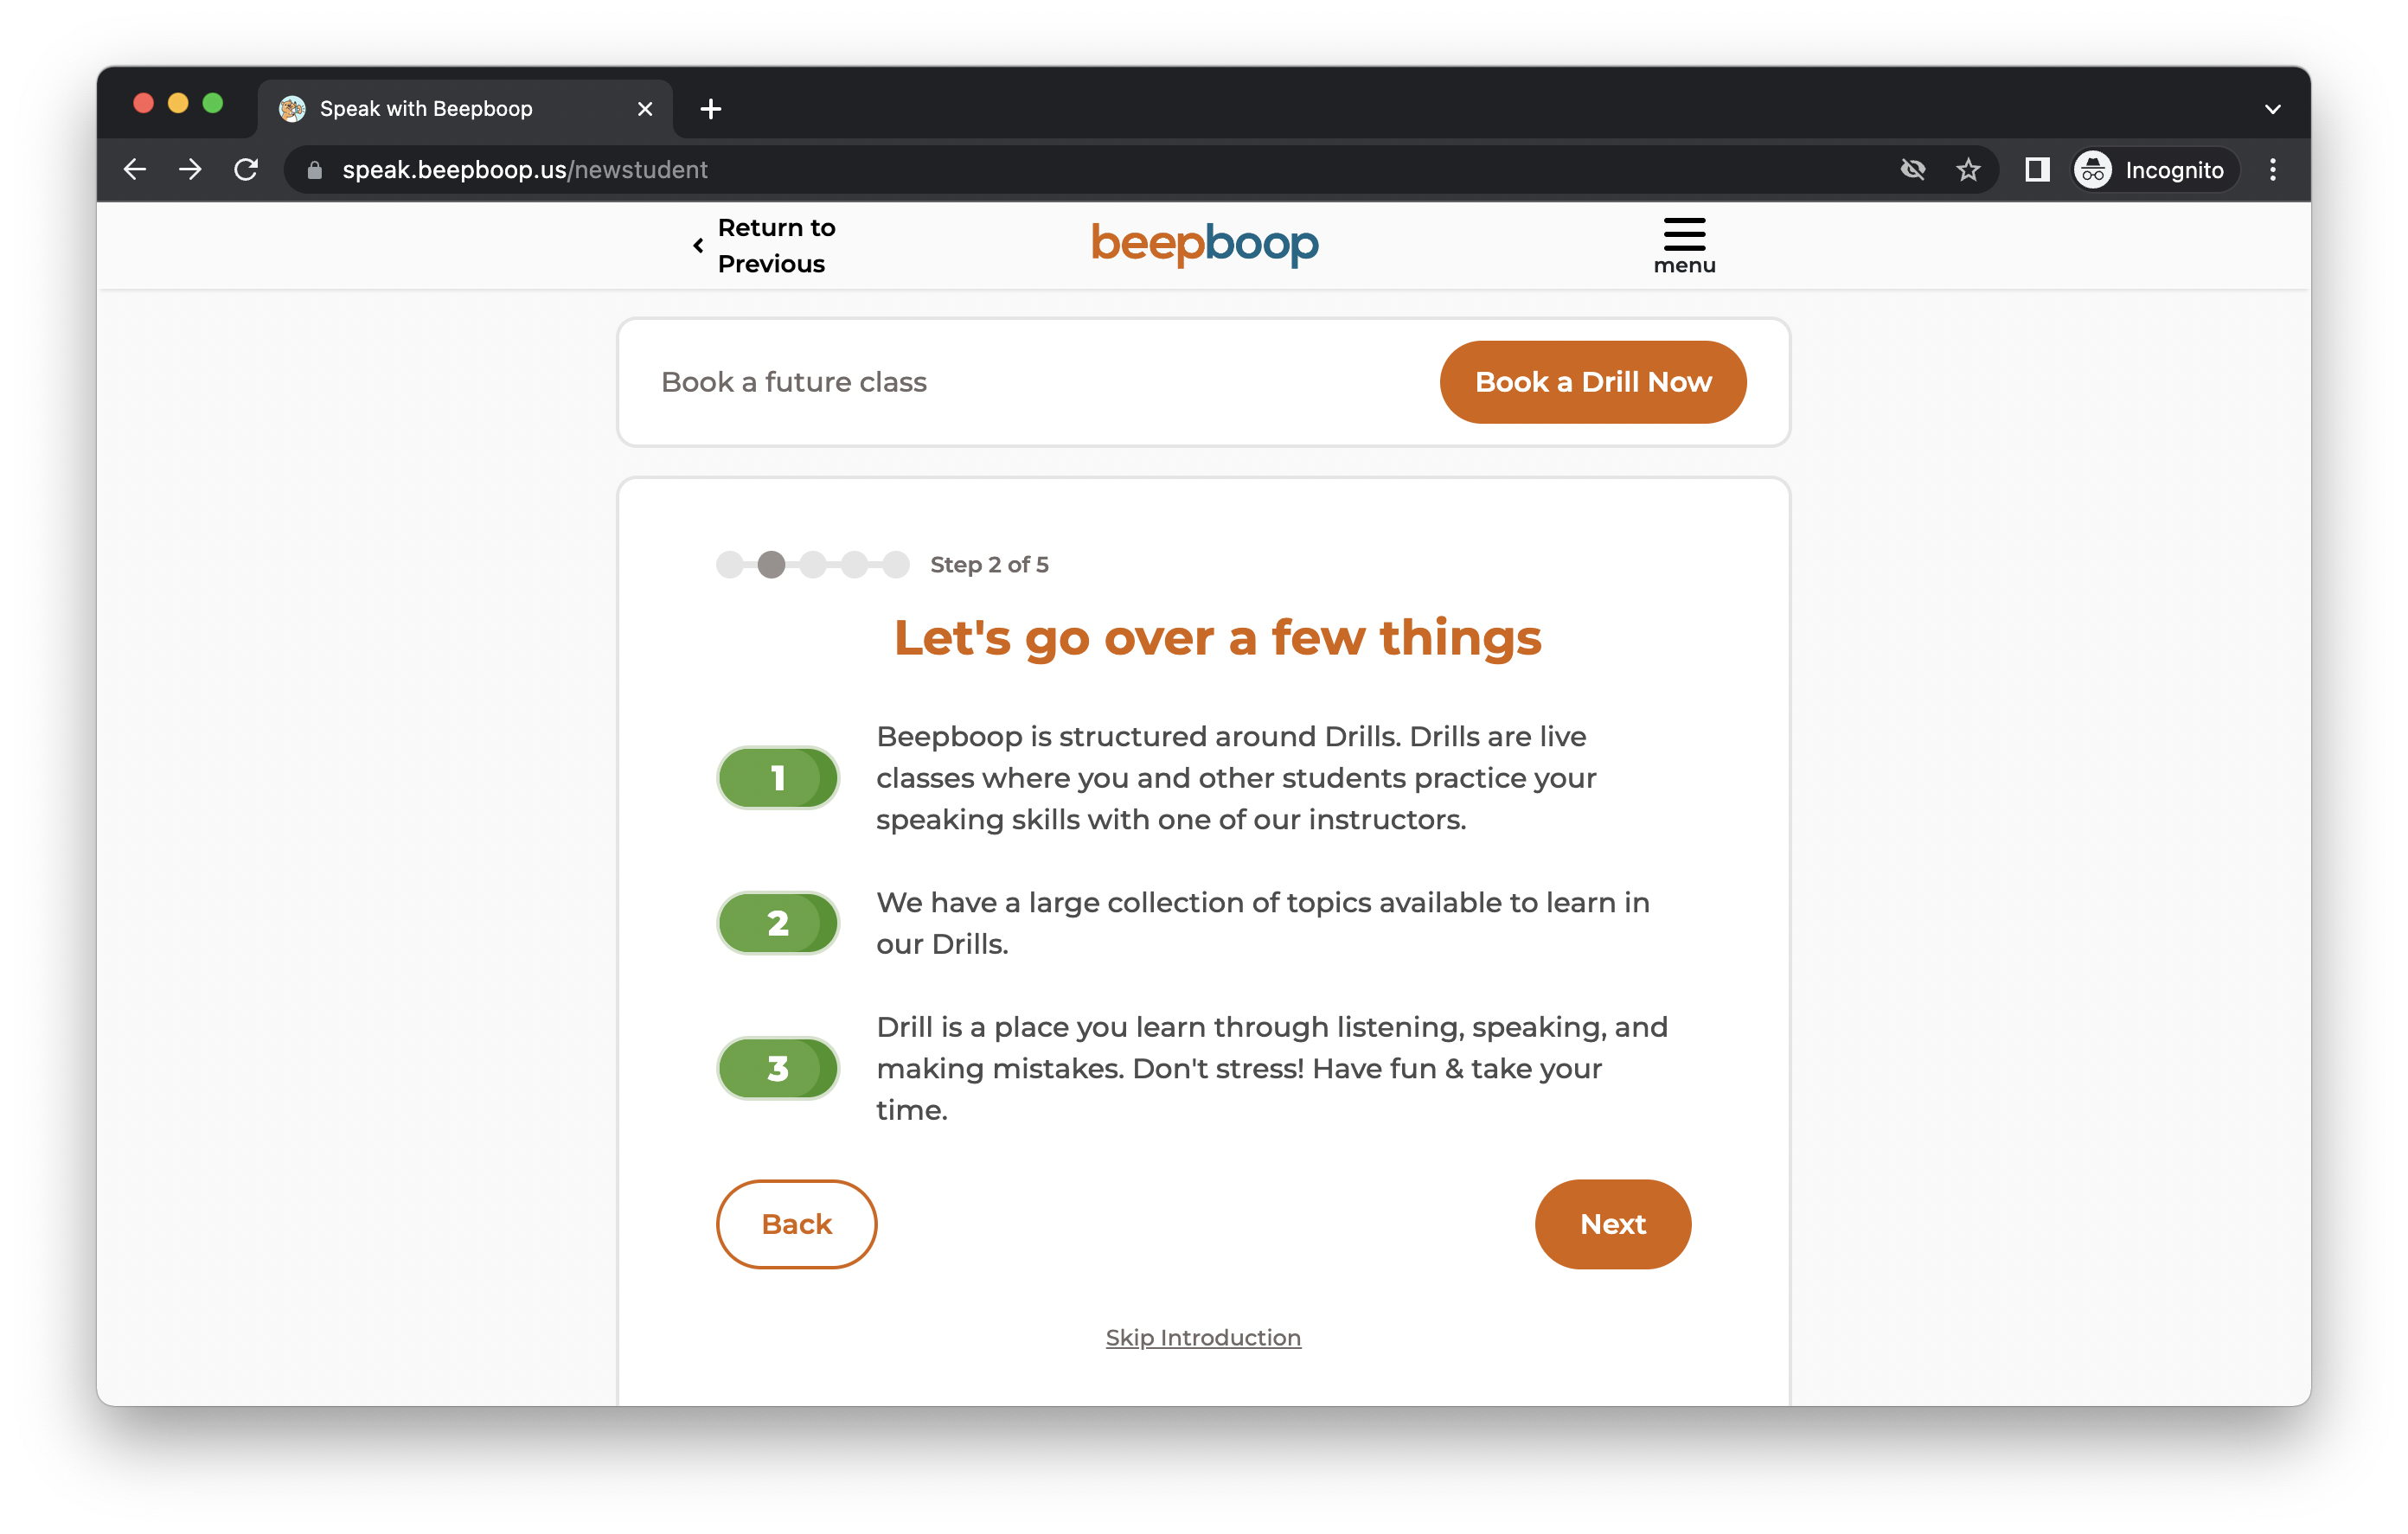 Speak with Beepboop
speak.beepboop.us/newstudent
Incognito
Return to
Previous
beepboop
menu
Book a future class
Book a Drill Now
Step 2 of 5
Let's go over a few things
1
Beepboop is structured around Drills. Drills are live
classes where you and other students practice your
speaking skills with one of our instructors.
2
We have a large collection of topics available to learn in
our Drills.
3
Drill is a place you learn through listening, speaking, and
making mistakes. Don't stress! Have fun & take your
time.
Back
Next
Skip Introduction